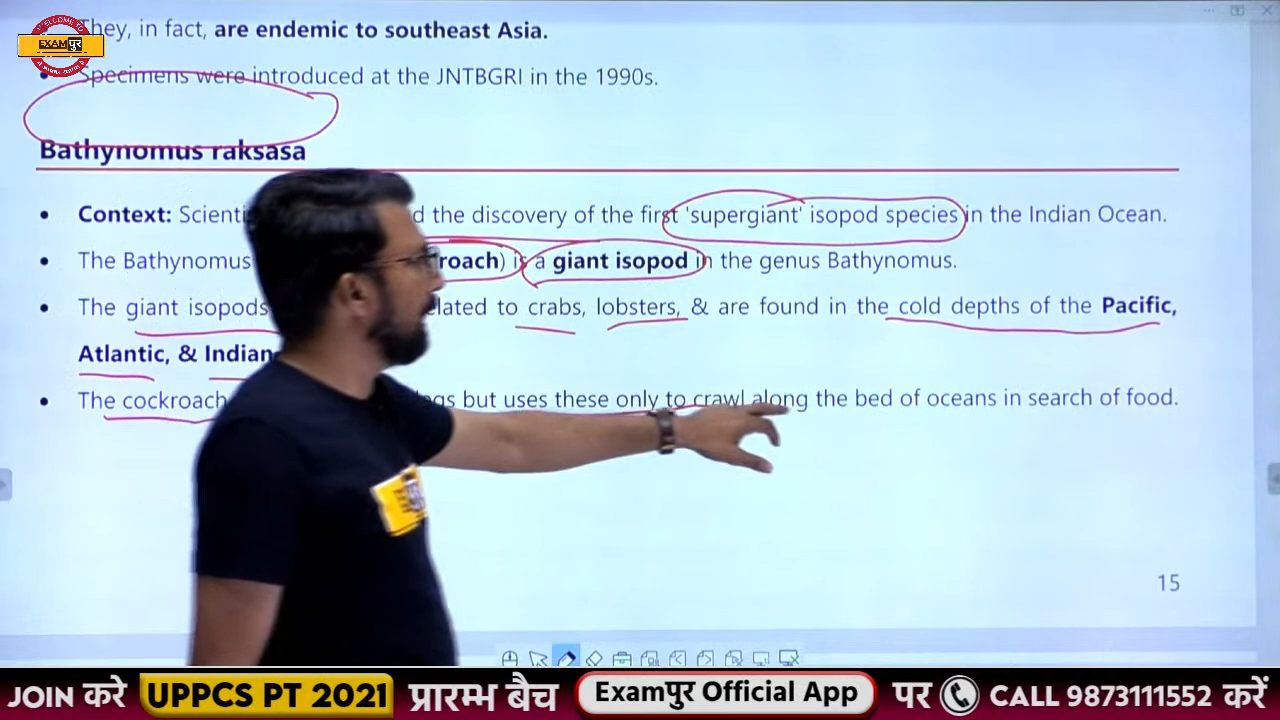 WELCOME TO
EXAMपुर
They, in fact, are endemic to southeast Asia.
• Specimens were introduced at the JNTBGRI in the 1990s.
Bathynomus raksasa
• Context: Scienti d the discovery of the first 'supergiant' isopod species in the Indian Ocean.
• The Bathynomus roach) is a giant isopod in the genus Bathynomus.
• The giant isopods elated to crabs, lobsters, & are found in the cold depths of the Pacific,
Atlantic, & Indian
• The cockroach gs but uses these only to crawl along the bed of oceans in search of food.
15
JOIN करे UPPCS PT 2021 प्रारम्भ बैच Examपुर Official App पर CALL 9873111552 करें